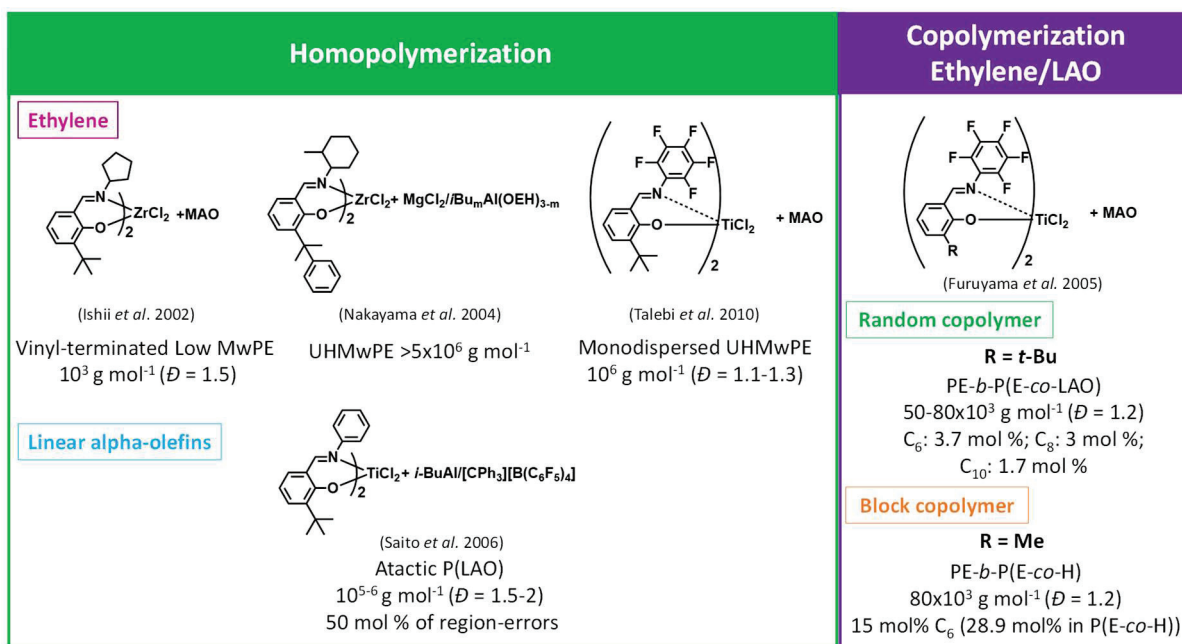 Homopolymerization
Copolymerization
Ethylene/LAO
Ethylene
N
O
2
ZrCl₂ +MAO
(Ishii et al. 2002)
Vinyl-terminated Low MwPE
10³ g mol⁻¹ (Đ = 1.5)
N
O
2
ZrCl₂+ MgCl₂/iBuₘAl(OEH)₃₋ₘ
(Nakayama et al. 2004)
UHMwPE >5x10⁶ g mol⁻¹
F
F
F
F
F
N
O
TiCl₂
2
+ MAO
(Talebi et al. 2010)
Monodispersed UHMwPE
10⁶ g mol⁻¹ (Đ = 1.1-1.3)
Linear alpha-olefins
N
O
2
TiCl₂+ i-BuAl/[CPh₃][B(C₆F₅)₄]
(Saito et al. 2006)
Atactic P(LAO)
10⁵⁻⁶ g mol⁻¹ (Đ = 1.5-2)
50 mol % of region-errors
F
F
F
F
F
N
O
R
TiCl₂
2
+ MAO
(Furuyama et al. 2005)
Random copolymer
R = t-Bu
PE-b-P(E-co-LAO)
50-80x10³ g mol⁻¹ (Đ = 1.2)
C₆: 3.7 mol %; C₈: 3 mol %;
C₁₀: 1.7 mol %
Block copolymer
R = Me
PE-b-P(E-co-H)
80x10³ g mol⁻¹ (Đ = 1.2)
15 mol% C₆ (28.9 mol% in P(E-co-H))